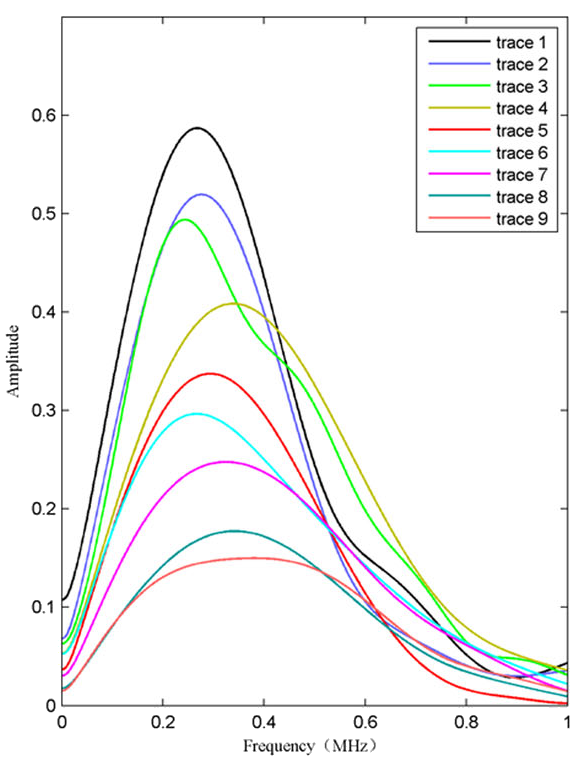 trace 1
trace 2
trace 3
trace 4
trace 5
trace 6
trace 7
trace 8
trace 9
0.6
0.5
0.4
0.3
0.2
0.1
0
Amplitude
0 0.2 0.4 0.6 0.8 1
Frequency（MHz）